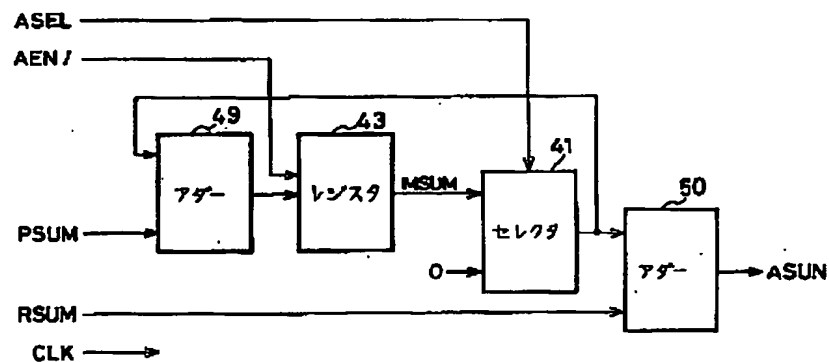 ASEL
AEN/
49
43
41
50
アダー
レジスタ
MSUM
セレクタ
アダー
PSUM
0
ASUN
RSUM
CLK